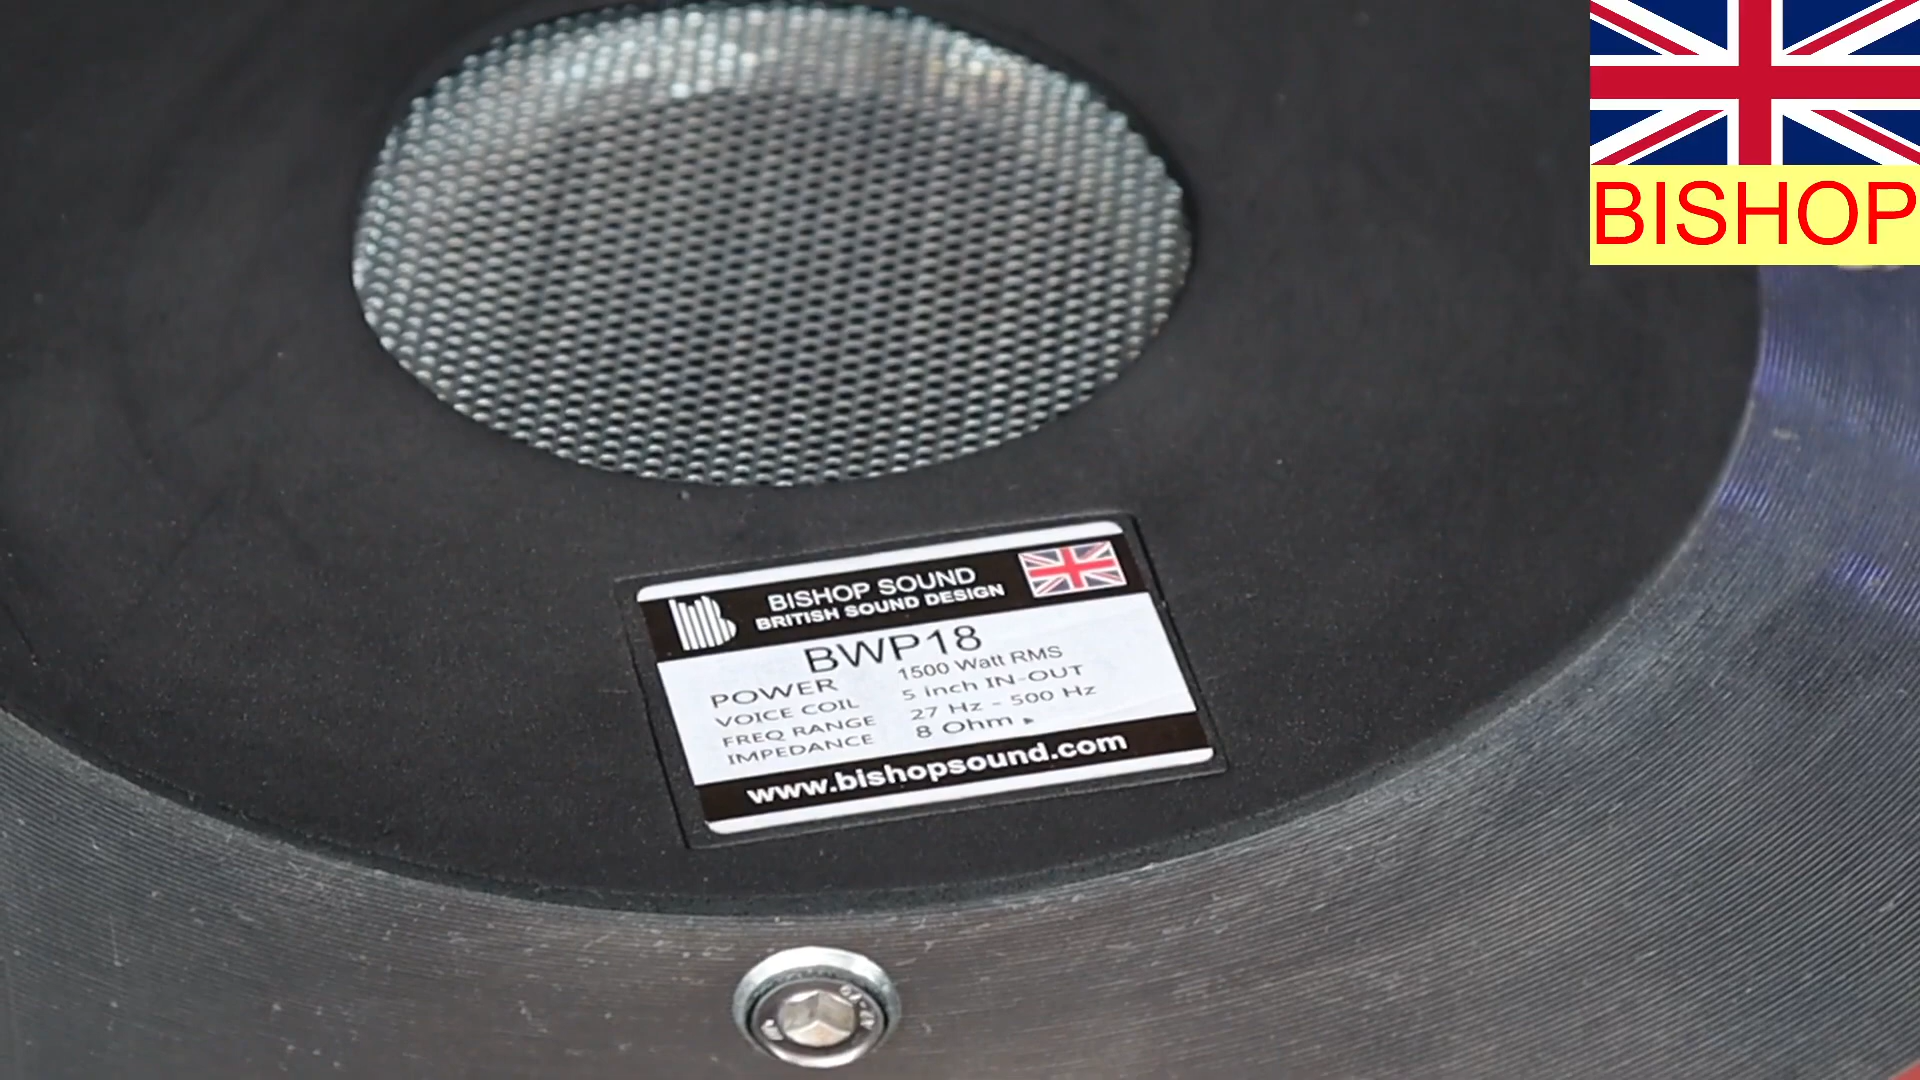 BISHOP
BISHOP SOUND
BRITISH SOUND DESIGN
BWP18
POWER 1500 Watt RMS
VOICE COIL 5 inch IN-OUT
FREQ RANGE 27 Hz - 500 Hz
IMPEDANCE 8 Ohm
www.bishopsound.com